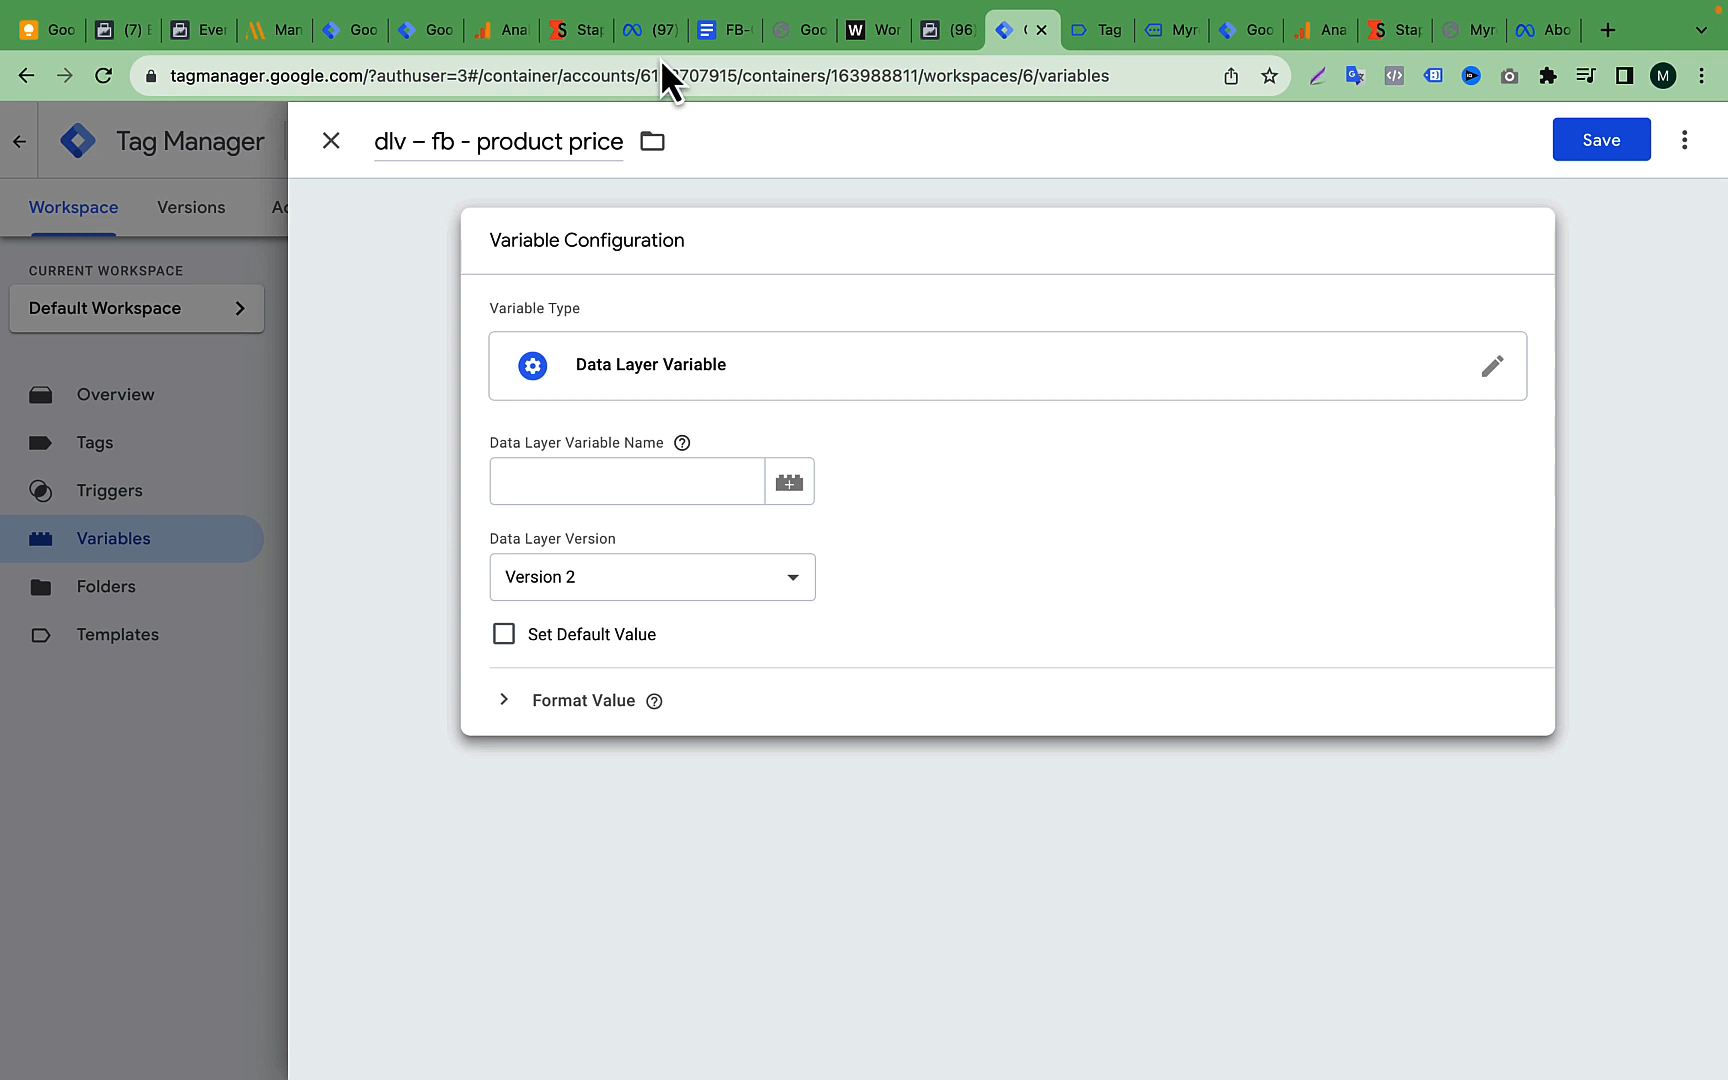 Goo
(7) E
Ever
Man
Goo
Goo
Ana
Stap
(97)
FB-
Goo
W Wor
(96)
Tag
Myr
Goo
Ana
Stap
Myr
Abo
tagmanager.google.com/?authuser=3#/container/accounts/61 707915/containers/163988811/workspaces/6/variables
M
Tag Manager
dlv – fb - product price
Save
Workspace
Versions
Ac
CURRENT WORKSPACE
Default Workspace
Overview
Tags
Triggers
Variables
Folders
Templates
Variable Configuration
Variable Type
Data Layer Variable
Data Layer Variable Name
Data Layer Version
Version 2
Set Default Value
Format Value